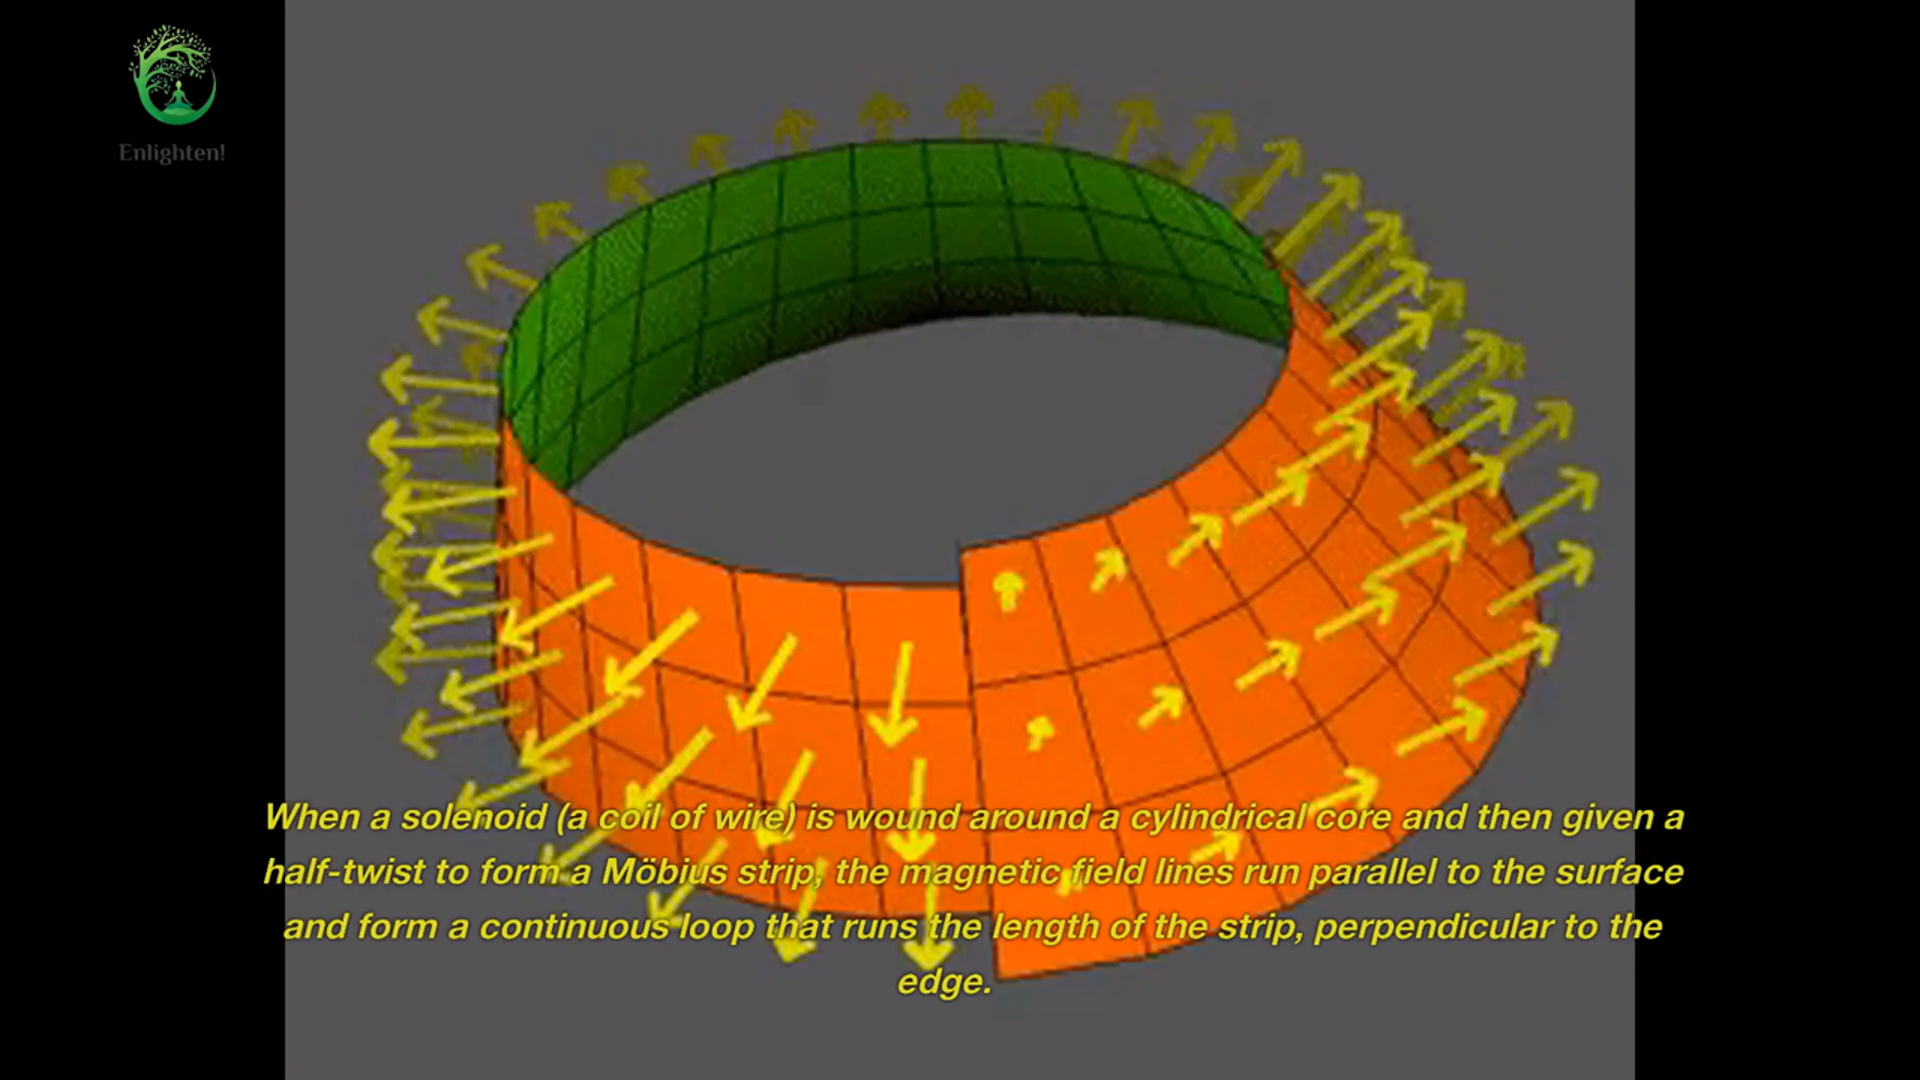 Enlighten!
When a solenoid (a coil of wire) is wound around a cylindrical core and then given a
half-twist to form a Möbius strip, the magnetic field lines run parallel to the surface
and form a continuous loop that runs the length of the strip, perpendicular to the
edge.